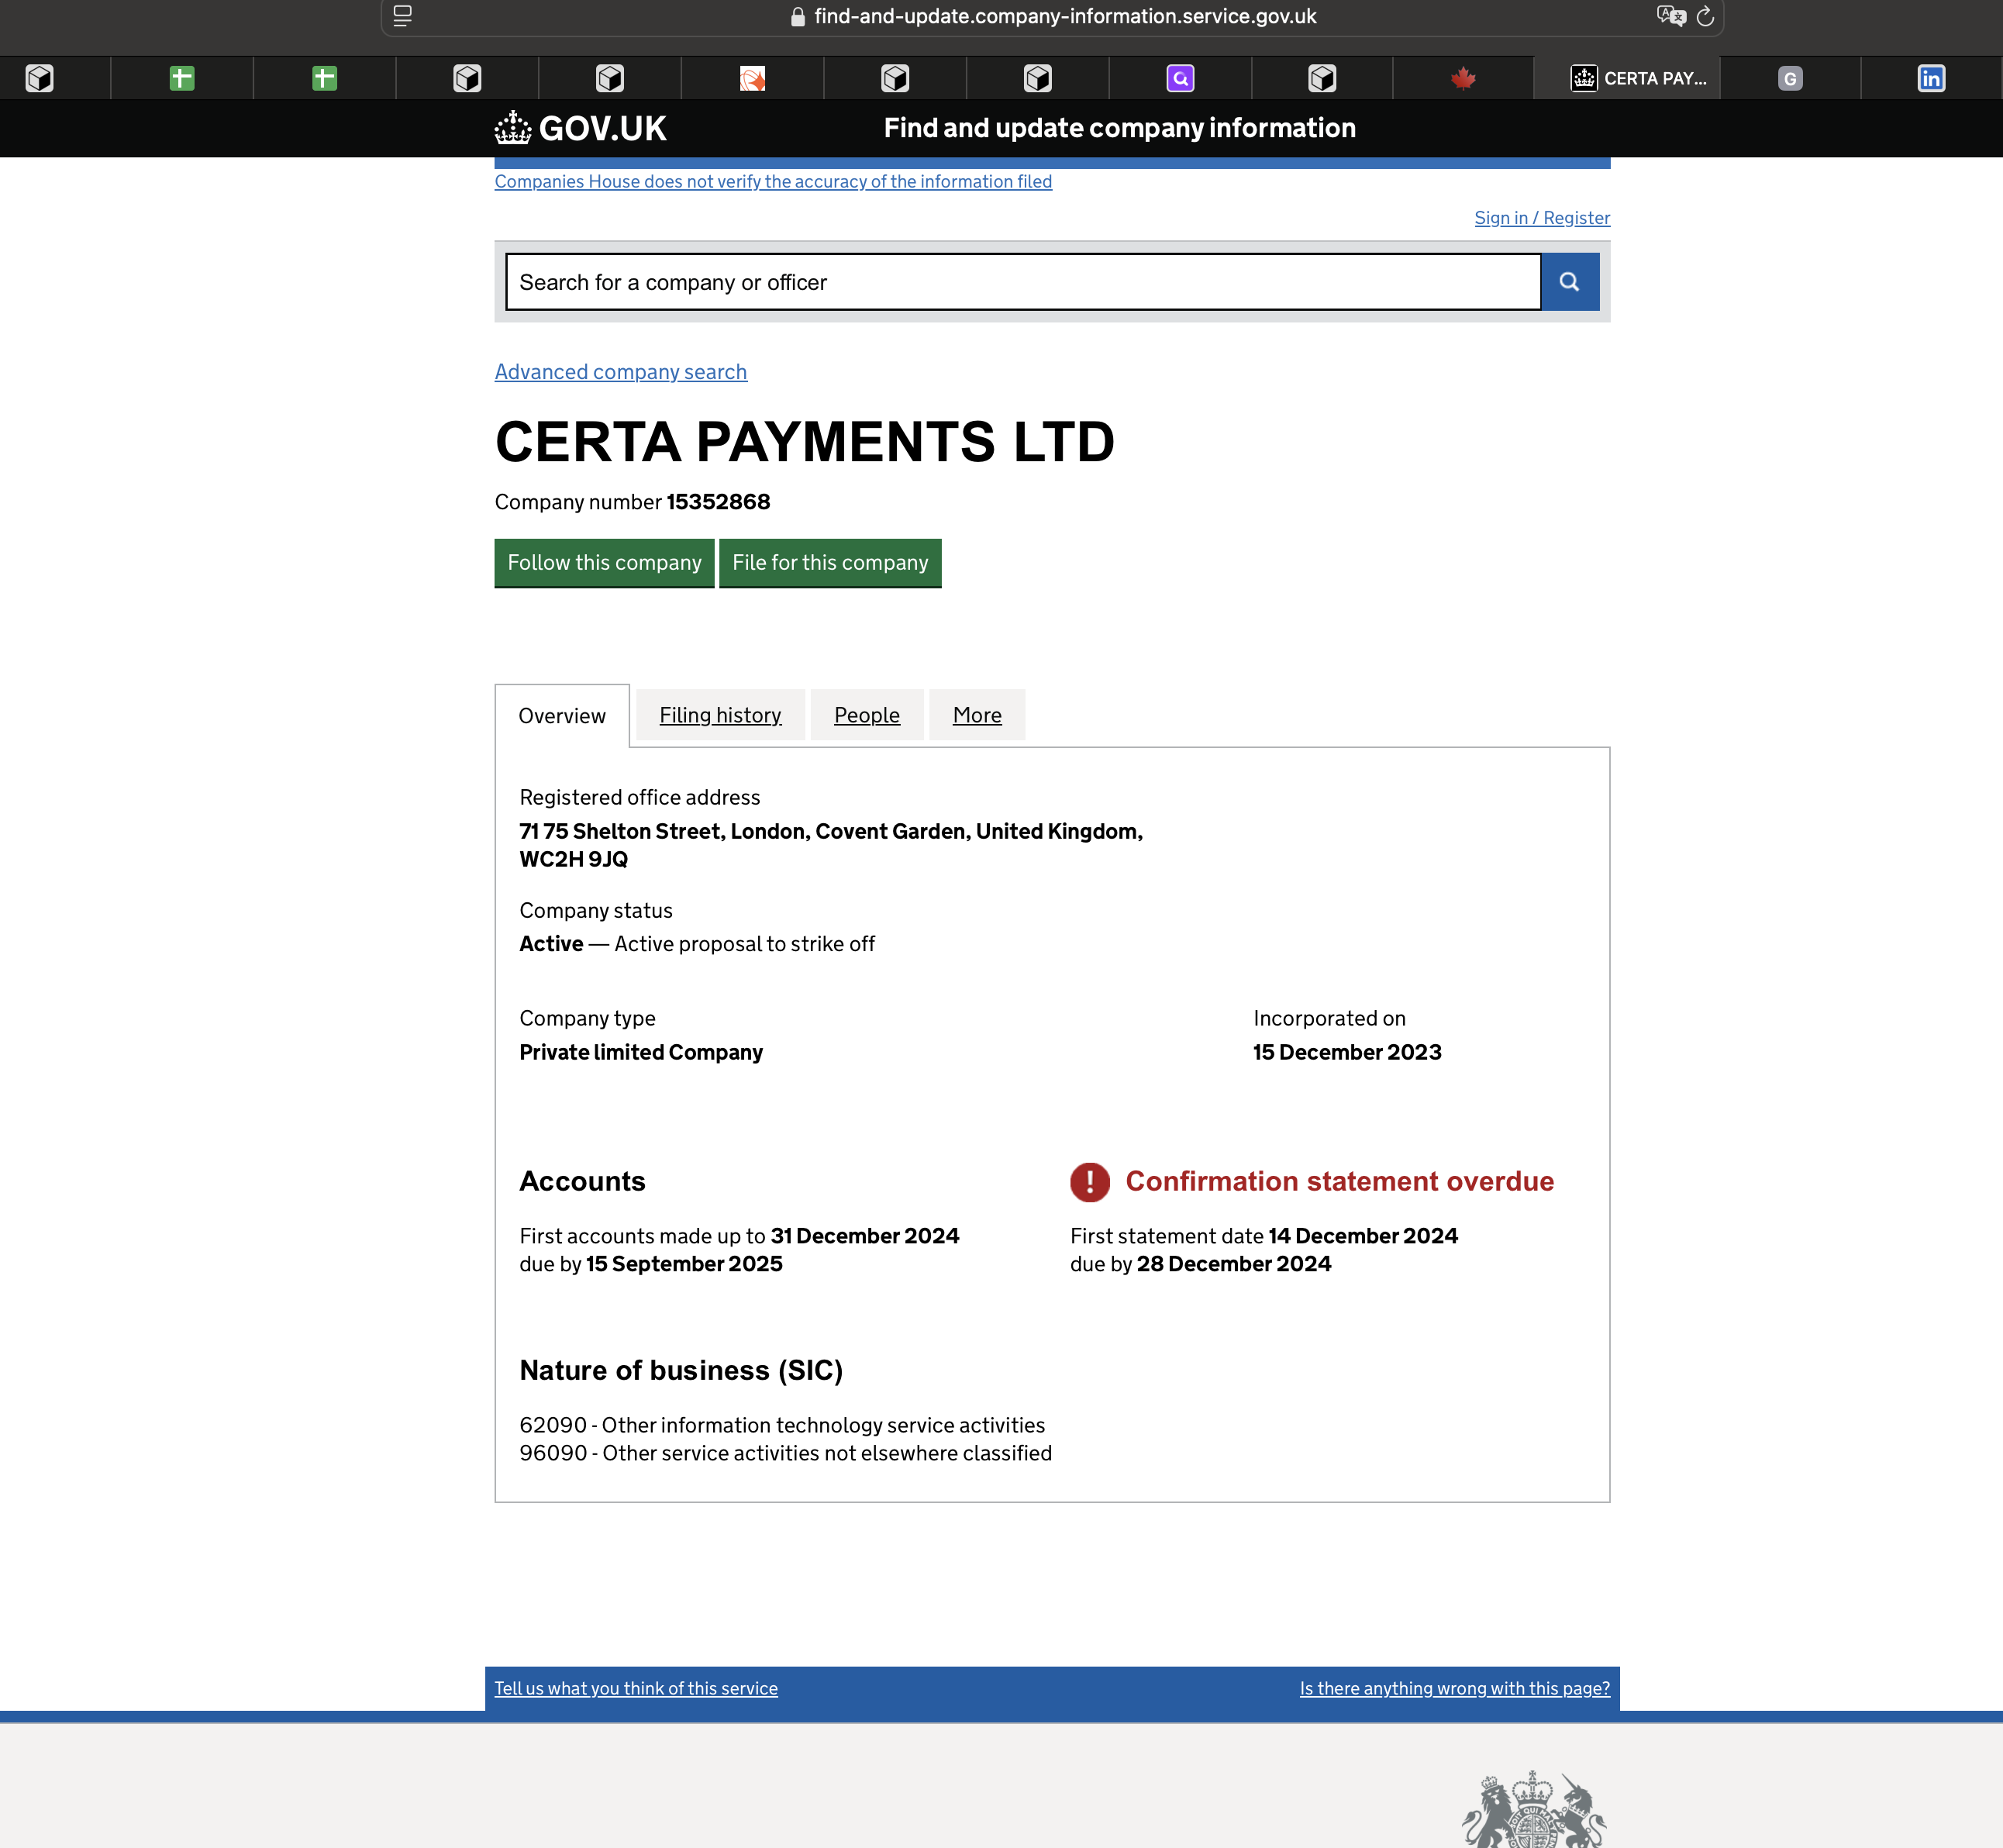 find-and-update.company-information.service.gov.uk
CERTA PAY...
G
in
GOV.UK
Find and update company information
Companies House does not verify the accuracy of the information filed
Sign in / Register
Search for a company or officer
Advanced company search
CERTA PAYMENTS LTD
Company number 15352868
Follow this company
File for this company
Overview
Filing history
People
More
Registered office address
71 75 Shelton Street, London, Covent Garden, United Kingdom,
WC2H 9JQ
Company status
Active — Active proposal to strike off
Company type
Private limited Company
Incorporated on
15 December 2023
Accounts
First accounts made up to 31 December 2024
due by 15 September 2025
! Confirmation statement overdue
First statement date 14 December 2024
due by 28 December 2024
Nature of business (SIC)
62090 - Other information technology service activities
96090 - Other service activities not elsewhere classified
Tell us what you think of this service
Is there anything wrong with this page?